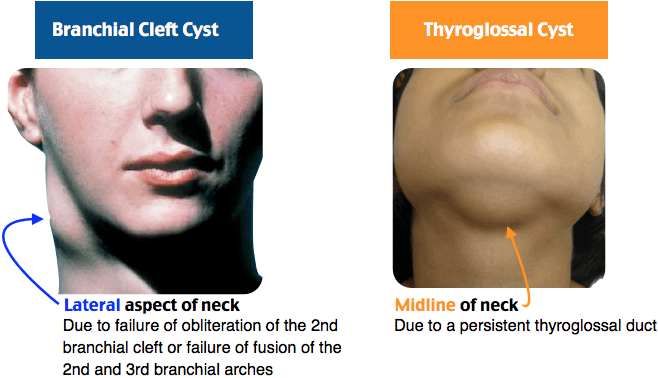 Branchial Cleft Cyst
Thyroglossal Cyst
Lateral aspect of neck
Due to failure of obliteration of the 2nd
branchial cleft or failure of fusion of the
2nd and 3rd branchial arches
Midline of neck
Due to a persistent thyroglossal duct